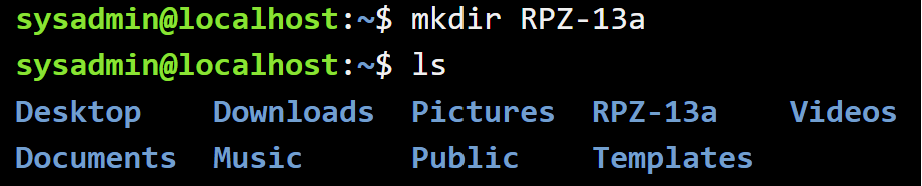 sysadmin@localhost:~$ mkdir RPZ-13a
sysadmin@localhost:~$ ls
Desktop    Downloads  Pictures  RPZ-13a    Videos
Documents  Music      Public    Templates